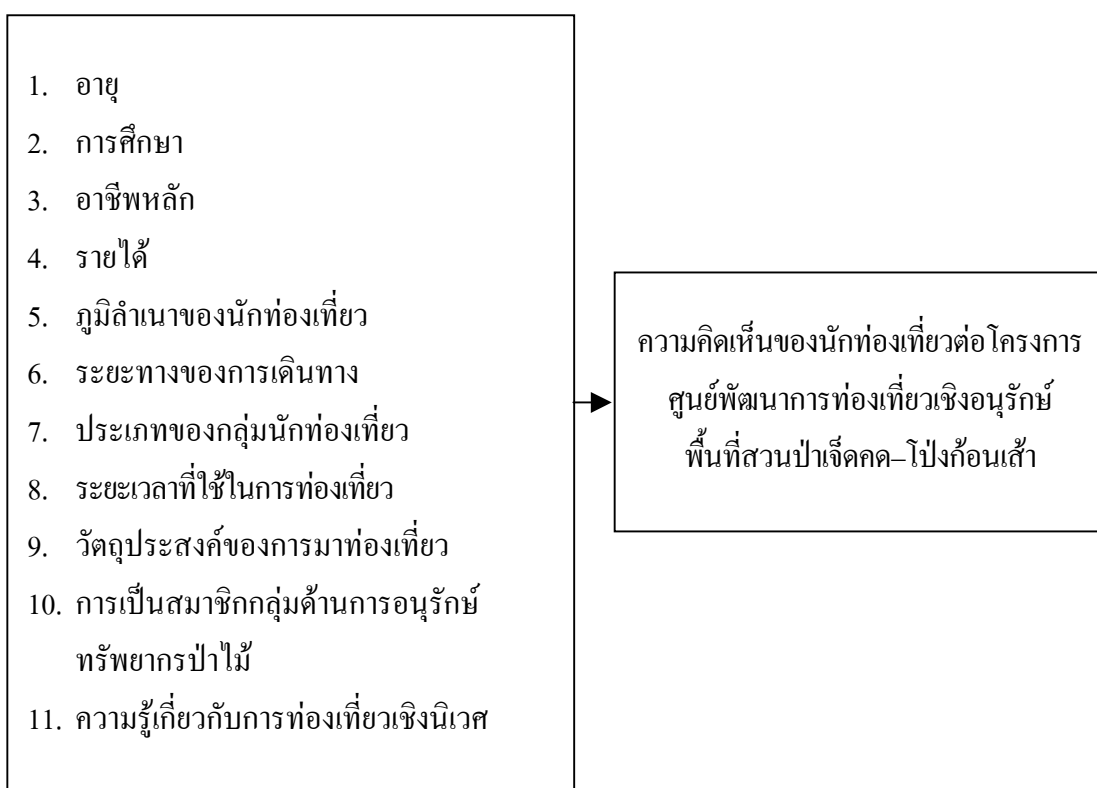 1. อายุ
2. การศึกษา
3. อาชีพหลัก
4. รายได้
5. ภูมิลำเนาของนักท่องเที่ยว
6. ระยะทางของการเดินทาง
7. ประเภทของกลุ่มนักท่องเที่ยว
8. ระยะเวลาที่ใช้ในการท่องเที่ยว
9. วัตถุประสงค์ของการมาท่องเที่ยว
10. การเป็นสมาชิกกลุ่มด้านการอนุรักษ์
ทรัพยากรป่าไม้
11. ความรู้เกี่ยวกับการท่องเที่ยวเชิงนิเวศ
ความคิดเห็นของนักท่องเที่ยวต่อโครงการ
ศูนย์พัฒนาการท่องเที่ยวเชิงอนุรักษ์
พื้นที่สวนป่าเจ็ดคด–โป่งก้อนเส้า